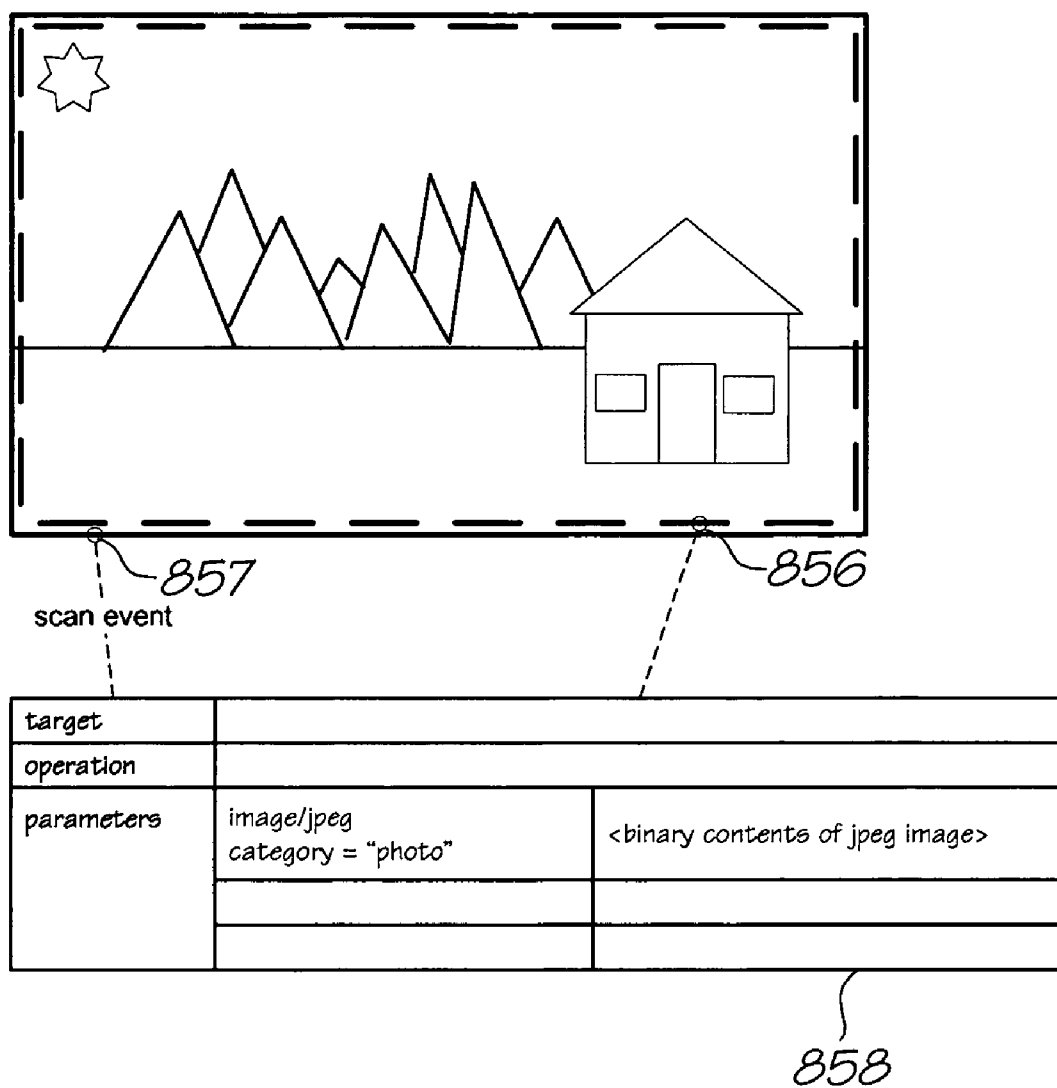 857
856
scan event
target
operation
parameters
image/jpeg
category = “photo”
<binary contents of jpeg image>
858